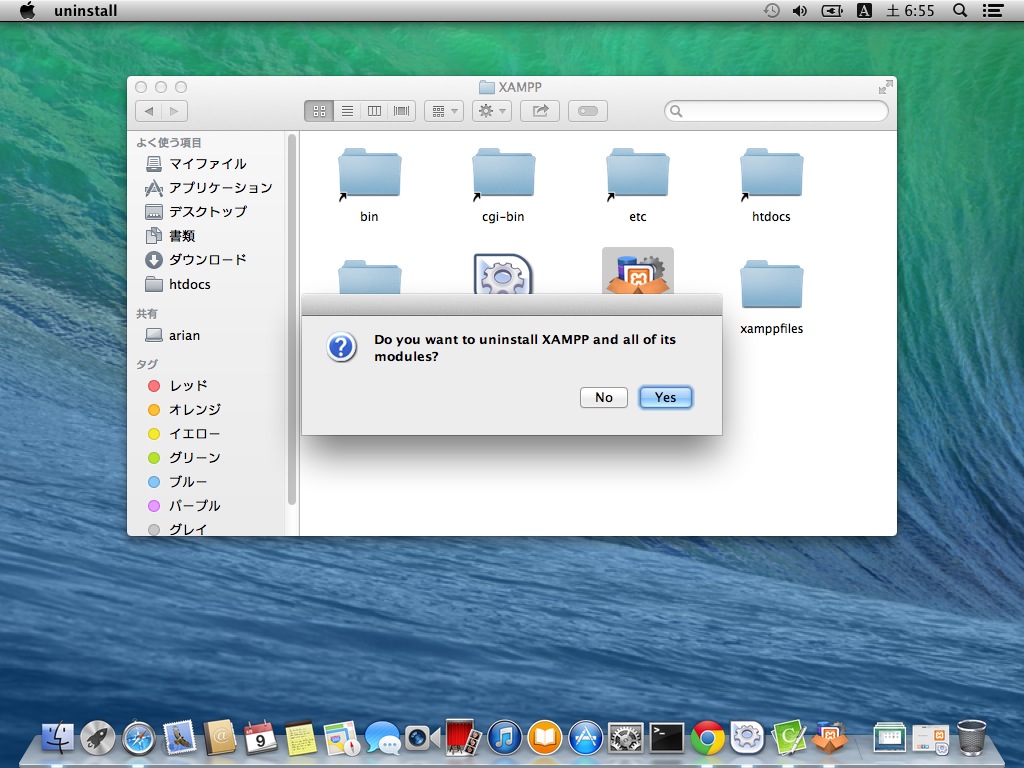 uninstall
A
土 6:55
XAMPP
よく使う項目
マイファイル
アプリケーション
デスクトップ
書類
ダウンロード
htdocs
共有
arian
タグ
レッド
オレンジ
イエロー
グリーン
ブルー
パープル
グレイ
bin
cgi-bin
etc
htdocs
xamppfiles
Do you want to uninstall XAMPP and all of its
modules?
No
Yes
9